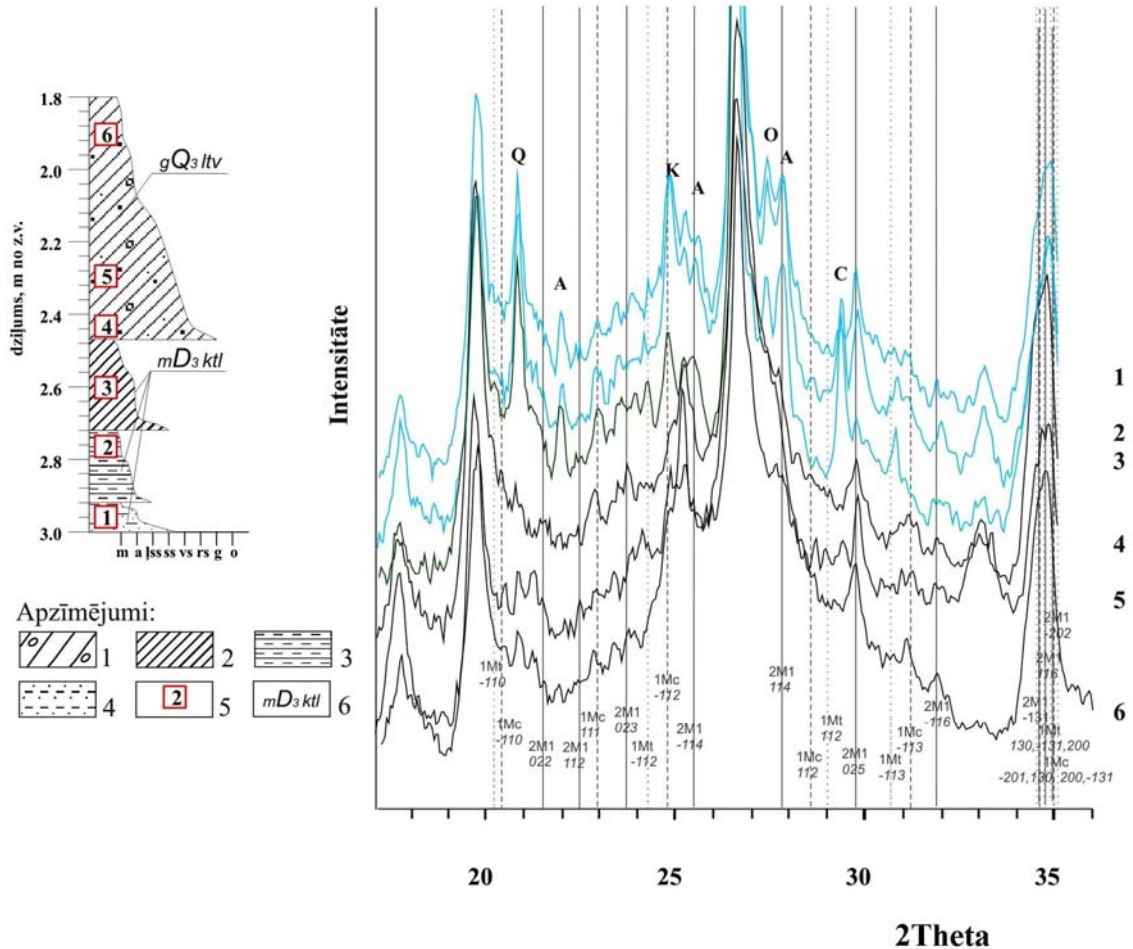 1.8
2.0
2.2
2.4
2.6
2.8
3.0
dziļums, m no z.v.
6
5
4
3
2
1
gQ₃ ltv
mD₃ ktl
m a ļss ss vs rs g o
Apzīmējumi:
1
2
3
4
2 5
mD₃ ktl 6
Intensitāte
Q
A
K
A
O
A
C
1
2
3
4
5
6
1Mt
-110
1Mc
-110
2M1
022
2M1
112
1Mc
111
2M1
023
1Mt
-112
1Mc
-112
2M1
-114
2M1
114
1Mc
112
1Mt
112
2M1
025
1Mt
-113
1Mc
-113
2M1
-116
2M1
-202
2M1
116
2M1
-131
1Mt
130,-131,200
1Mc
-201,130, 200,-131
20
25
30
35
2Theta